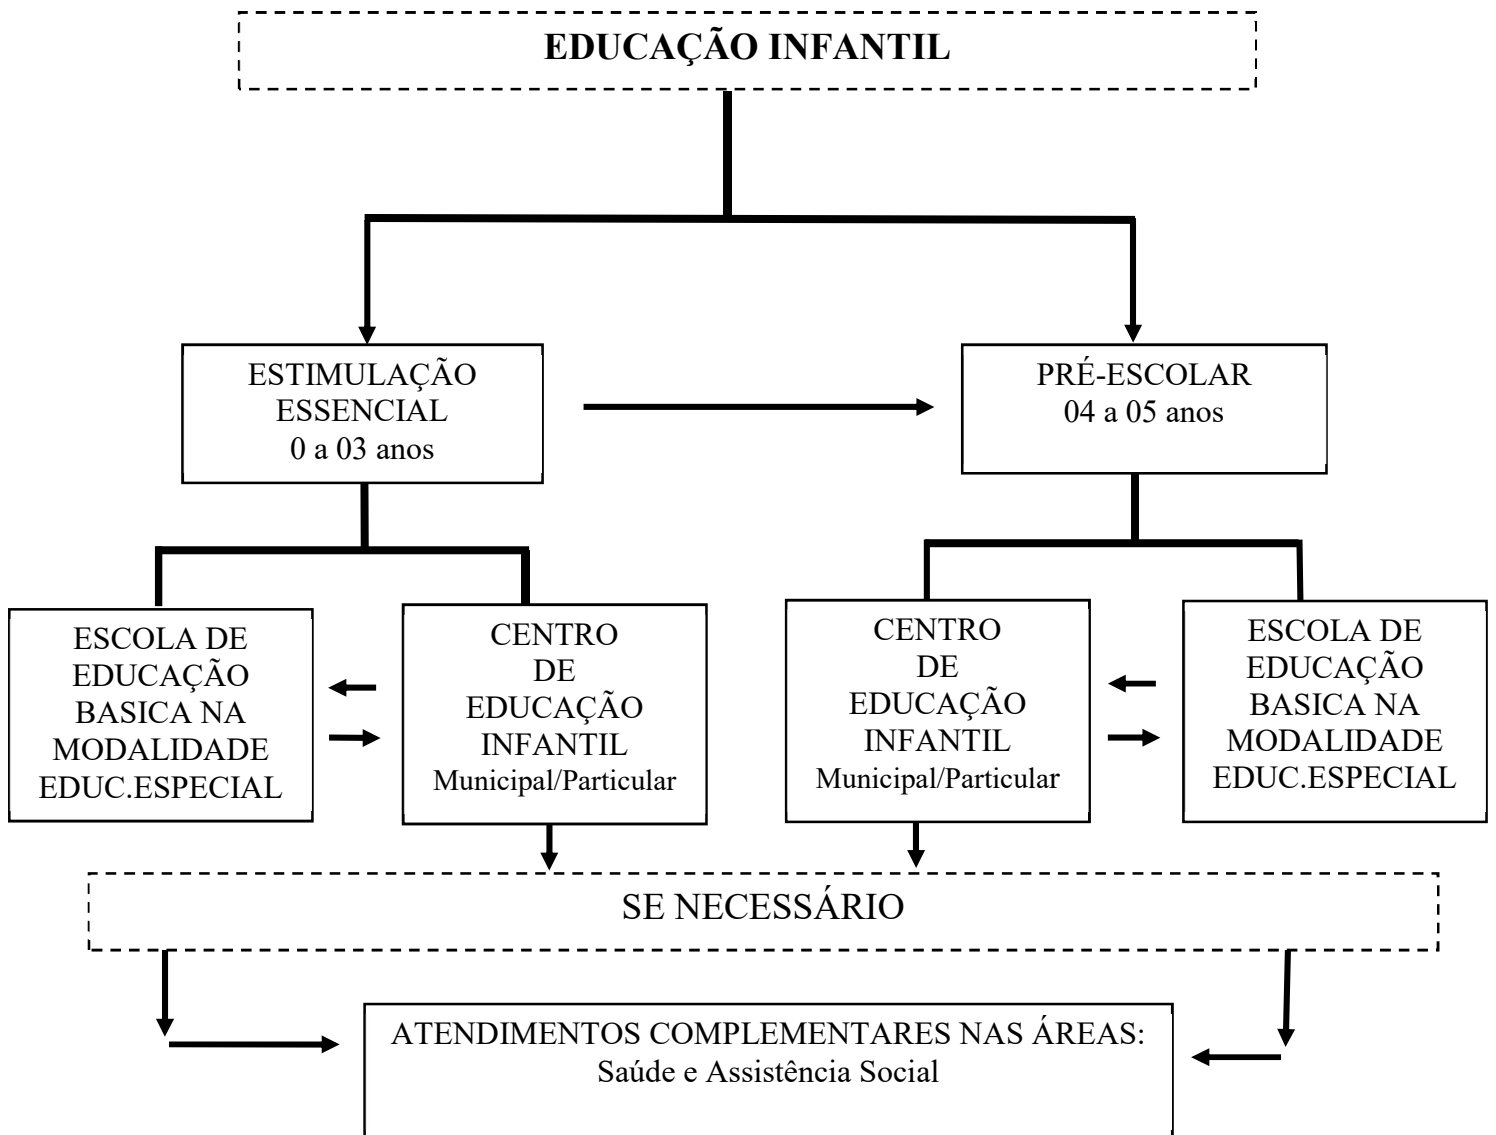 EDUCAÇÃO INFANTIL
ESTIMULAÇÃO
ESSENCIAL
0 a 03 anos
PRÉ-ESCOLAR
04 a 05 anos
ESCOLA DE
EDUCAÇÃO
BASICA NA
MODALIDADE
EDUC.ESPECIAL
CENTRO
DE
EDUCAÇÃO
INFANTIL
Municipal/Particular
CENTRO
DE
EDUCAÇÃO
INFANTIL
Municipal/Particular
ESCOLA DE
EDUCAÇÃO
BASICA NA
MODALIDADE
EDUC.ESPECIAL
SE NECESSÁRIO
ATENDIMENTOS COMPLEMENTARES NAS ÁREAS:
Saúde e Assistência Social